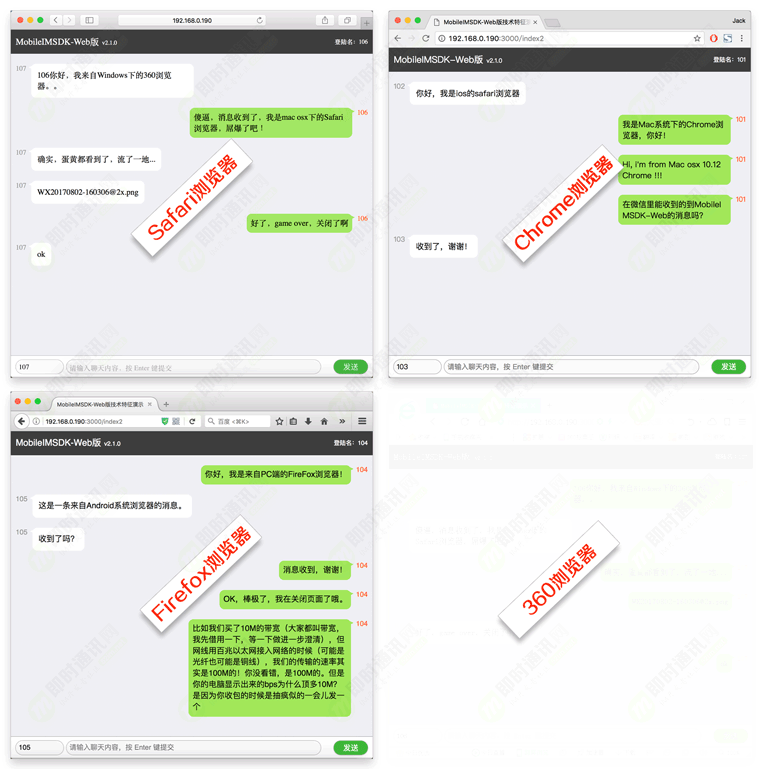 192.168.0.190
MobileIMSDK-Web版 v2.1.0
登陆名：106
107
106你好，我来自Windows下的360浏览
器。。
106
傻逼，消息收到了，我是mac osx下的Safari
浏览器，屌爆了吧！
107
确实，蛋黄都看到了，流了一地...
107
WX20170802-160306@2x.png
106
好了，game over，关闭了啊
107
ok
Safari浏览器
107
请输入聊天内容，按 Enter 键提交
发送
MobileIMSDK-Web版技术特征
Jack
192.168.0.190:3000/index2
MobileIMSDK-Web版 v2.1.0
登陆名：101
102
你好，我是ios的safari浏览器
101
我是Mac系统下的Chrome浏
览器，你好！
101
Hi, i'm from Mac osx 10.12
Chrome !!!
101
在微信里能收到的到MobileI
MSDK-Web的消息吗？
103
收到了，谢谢！
Chrome浏览器
103
请输入聊天内容，按 Enter 键提交
发送
MobileIMSDK-Web版技术特征演示
192.168.0.190:3000/index2
百度 <⌘K>
MobileIMSDK-Web版 v2.1.0
登陆名：104
104
你好，我是来自PC端的FireFox浏览器！
105
这是一条来自Android系统浏览器的消息。
105
收到了吗？
104
消息收到，谢谢！
104
OK，棒极了，我在关闭页面了哦。
104
比如我们买了10M的带宽（大家都叫带宽，
我先借用一下，等一下做进一步澄清），但
网线用百兆以太网接入网络的时候（可能是
光纤也可能是铜线），我们的传输的速率其
实是100M的！你没看错，是100M的。但是
你的电脑显示出来的bps为什么顶多10M？
是因为你收包的时候是抽疯似的一会儿发一
个
Firefox浏览器
105
请输入聊天内容，按 Enter 键提交
发送
360浏览器
即时通讯网